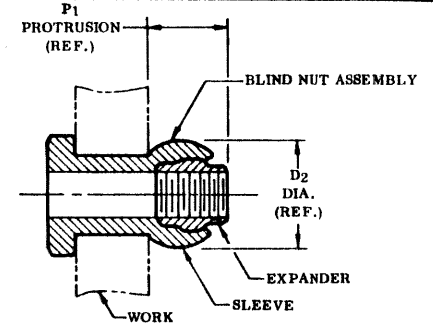 P1
PROTRUSION
(REF.)
BLIND NUT ASSEMBLY
D2
DIA.
(REF.)
EXPANDER
SLEEVE
WORK